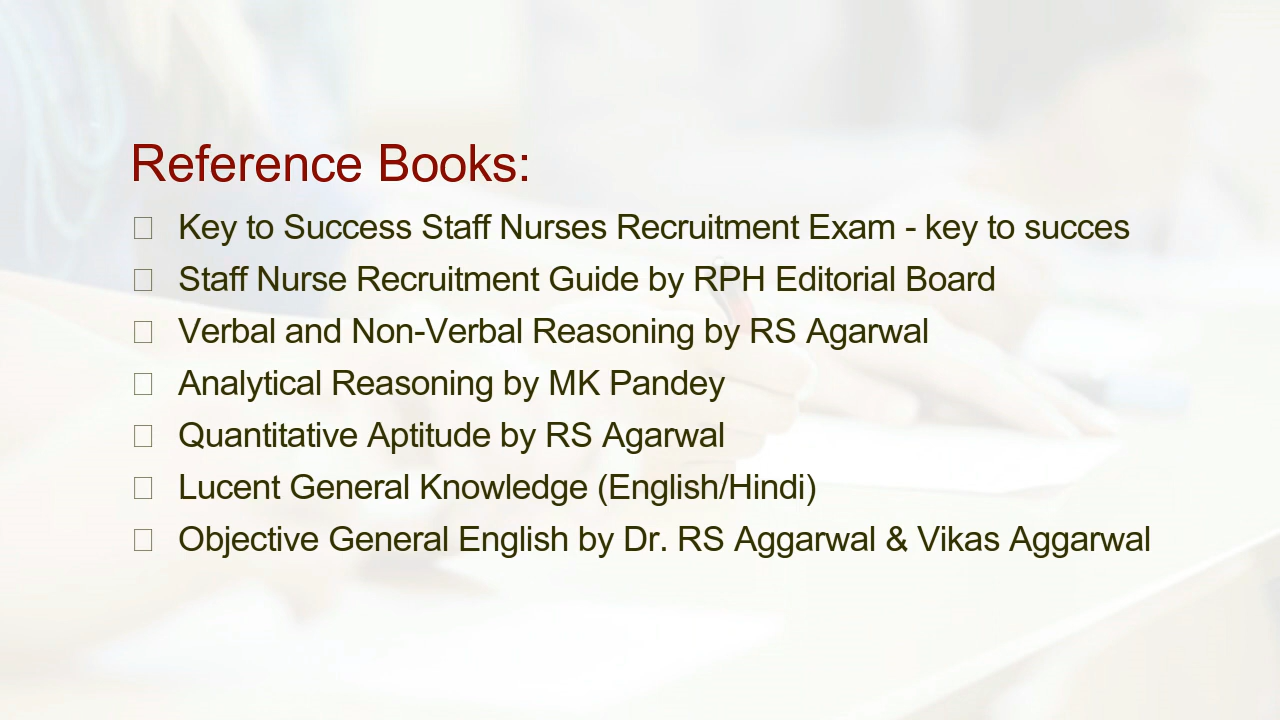 Reference Books:
Key to Success Staff Nurses Recruitment Exam - key to succes
Staff Nurse Recruitment Guide by RPH Editorial Board
Verbal and Non-Verbal Reasoning by RS Agarwal
Analytical Reasoning by MK Pandey
Quantitative Aptitude by RS Agarwal
Lucent General Knowledge (English/Hindi)
Objective General English by Dr. RS Aggarwal & Vikas Aggarwal